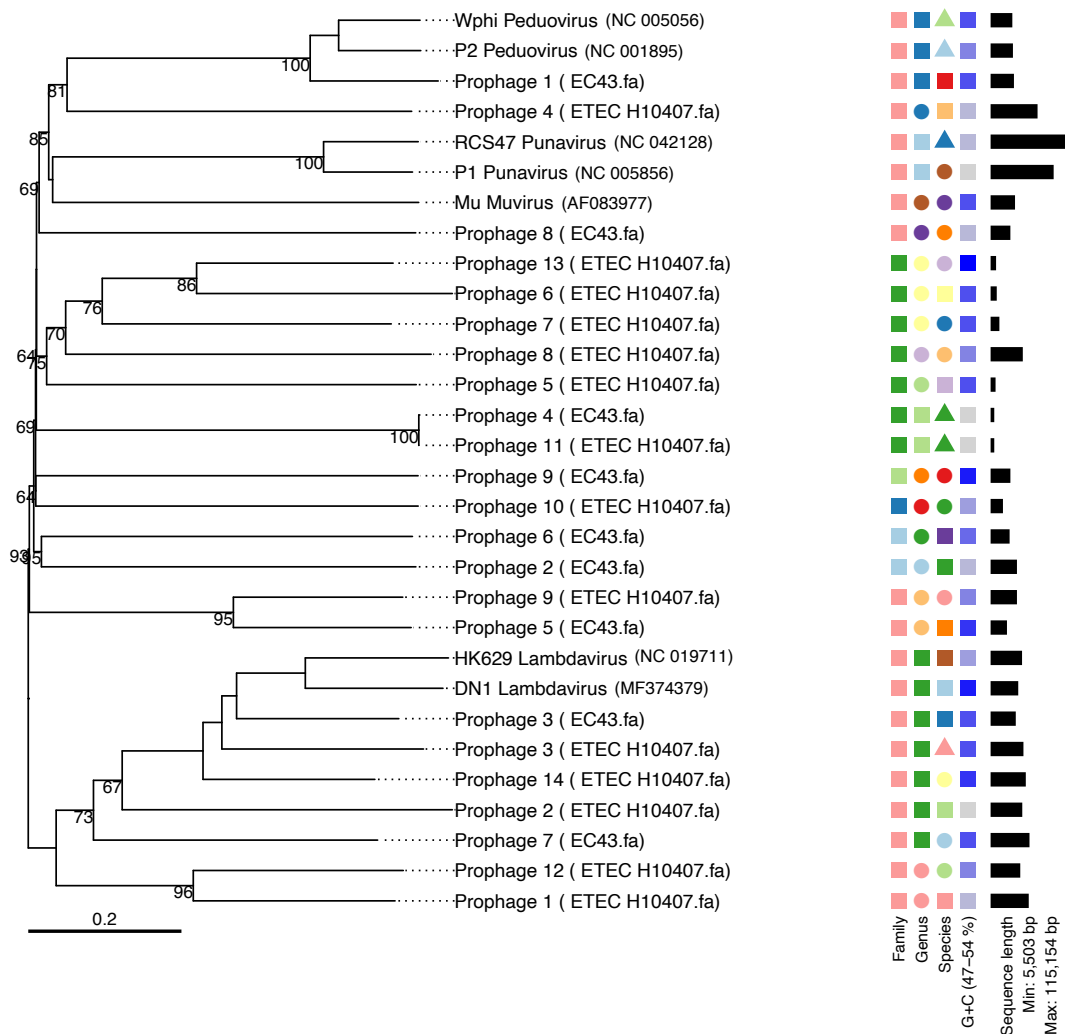 Wphi Peduovirus (NC 005056)
P2 Peduovirus (NC 001895)
100
Prophage 1 ( EC43.fa)
81
Prophage 4 ( ETEC H10407.fa)
85
RCS47 Punavirus (NC 042128)
100
P1 Punavirus (NC 005856)
69
Mu Muvirus (AF083977)
Prophage 8 ( EC43.fa)
Prophage 13 ( ETEC H10407.fa)
86
Prophage 6 ( ETEC H10407.fa)
76
Prophage 7 ( ETEC H10407.fa)
70
64
75
Prophage 8 ( ETEC H10407.fa)
Prophage 5 ( ETEC H10407.fa)
Prophage 4 ( EC43.fa)
69
100
Prophage 11 ( ETEC H10407.fa)
Prophage 9 ( EC43.fa)
64
Prophage 10 ( ETEC H10407.fa)
Prophage 6 ( EC43.fa)
93
95
Prophage 2 ( EC43.fa)
Prophage 9 ( ETEC H10407.fa)
95
Prophage 5 ( EC43.fa)
HK629 Lambdavirus (NC 019711)
DN1 Lambdavirus (MF374379)
Prophage 3 ( EC43.fa)
Prophage 3 ( ETEC H10407.fa)
67
Prophage 14 ( ETEC H10407.fa)
73
Prophage 2 ( ETEC H10407.fa)
Prophage 7 ( EC43.fa)
Prophage 12 ( ETEC H10407.fa)
96
Prophage 1 ( ETEC H10407.fa)
0.2
Family
Genus
Species
G+C (47–54 %)
Sequence length
Min: 5,503 bp
Max: 115,154 bp